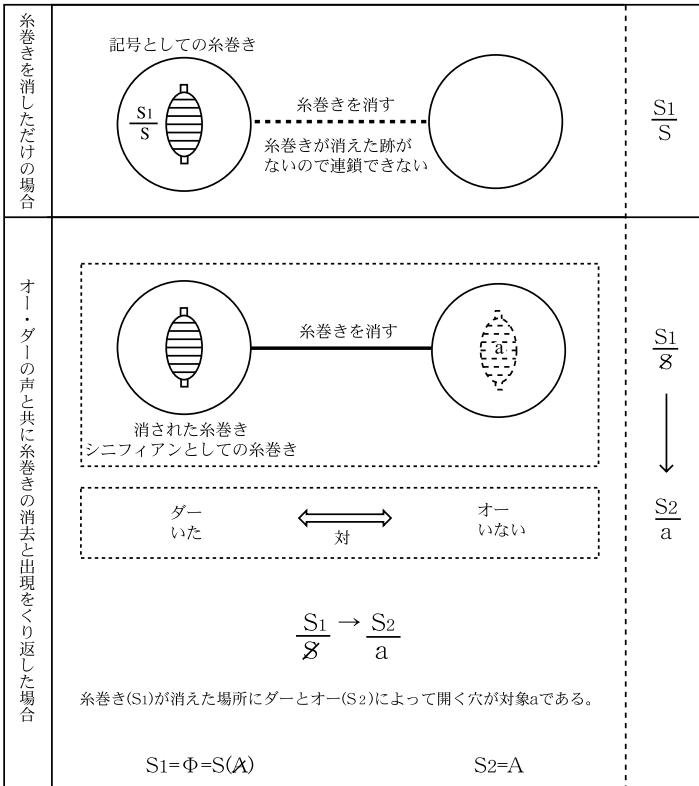 糸巻きを消しただけの場合
記号としての糸巻き
S1
S
糸巻きを消す
糸巻きが消えた跡が
ないので連鎖できない
S1
S
オー・ダーの声と共に糸巻きの消去と出現をくり返した場合
糸巻きを消す
a
消された糸巻き
シニフィアンとしての糸巻き
S1
$
↓
S2
a
ダー
いた
対
オー
いない
S1 → S2
$ a
糸巻き(S1)が消えた場所にダーとオー(S2)によって開く穴が対象aである。
S1=Φ=S(A̸)
S2=A